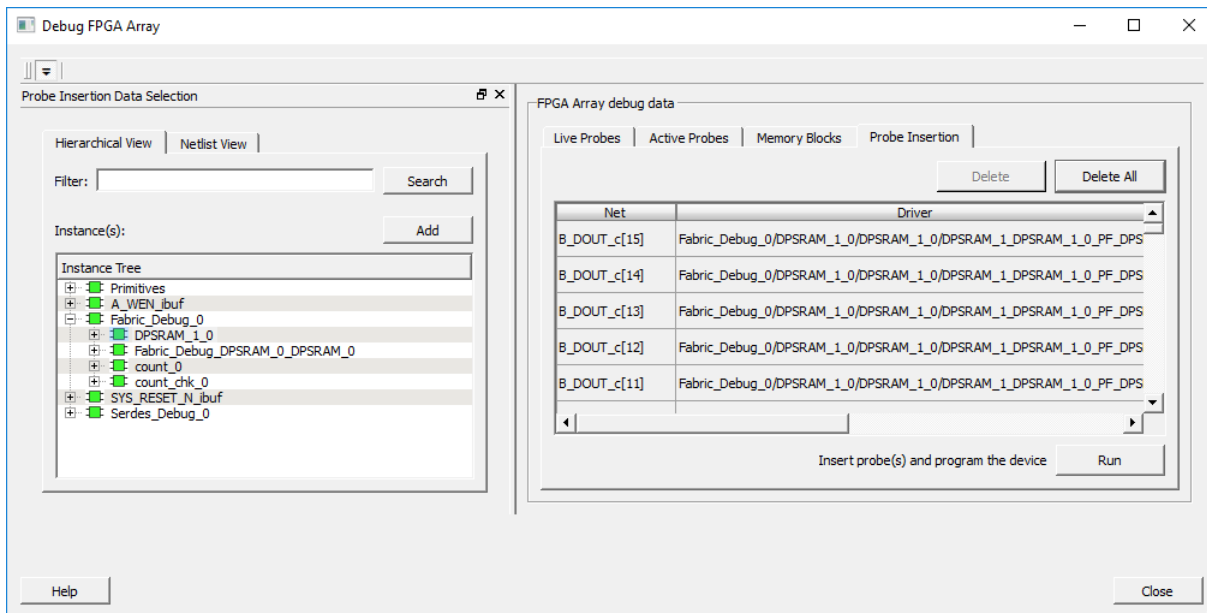 Debug FPGA Array
Probe Insertion Data Selection
Hierarchical View Netlist View
Filter: Search
Instance(s): Add
Instance Tree
Primitives
A_WEN_ibuf
Fabric_Debug_0
DPSRAM_1_0
Fabric_Debug_DPSRAM_0_DPSRAM_0
count_0
count_chk_0
SYS_RESET_N_ibuf
Serdes_Debug_0
FPGA Array debug data
Live Probes Active Probes Memory Blocks Probe Insertion
Delete Delete All
Net Driver
B_DOUT_c[15] Fabric_Debug_0/DPSRAM_1_0/DPSRAM_1_0/DPSRAM_1_DPSRAM_1_0_PF_DPS
B_DOUT_c[14] Fabric_Debug_0/DPSRAM_1_0/DPSRAM_1_0/DPSRAM_1_DPSRAM_1_0_PF_DPS
B_DOUT_c[13] Fabric_Debug_0/DPSRAM_1_0/DPSRAM_1_0/DPSRAM_1_DPSRAM_1_0_PF_DPS
B_DOUT_c[12] Fabric_Debug_0/DPSRAM_1_0/DPSRAM_1_0/DPSRAM_1_DPSRAM_1_0_PF_DPS
B_DOUT_c[11] Fabric_Debug_0/DPSRAM_1_0/DPSRAM_1_0/DPSRAM_1_DPSRAM_1_0_PF_DPS
Insert probe(s) and program the device Run
Help Close